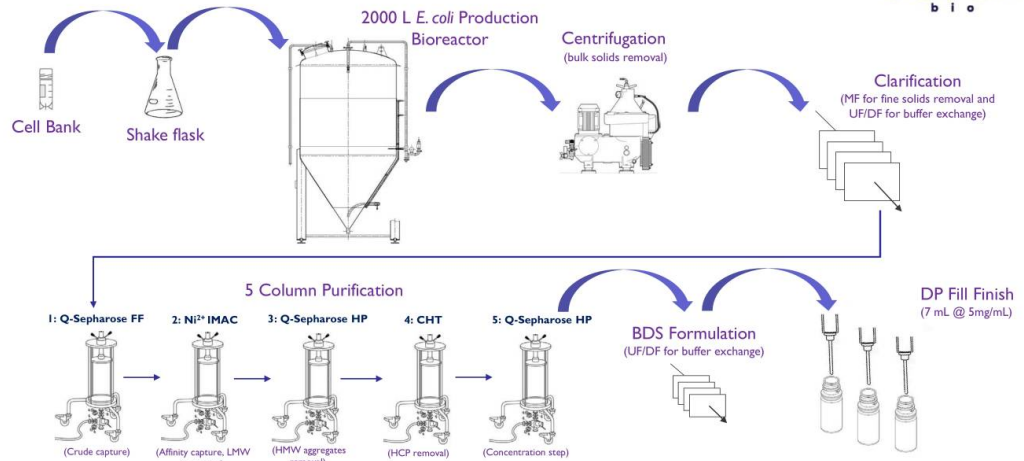 b i o
2000 L E. coli Production
Bioreactor
Centrifugation
(bulk solids removal)
Clarification
(MF for fine solids removal and
UF/DF for buffer exchange)
Cell Bank
Shake flask
5 Column Purification
1: Q-Sepharose FF
2: Ni²⁺ IMAC
3: Q-Sepharose HP
4: CHT
5: Q-Sepharose HP
(Crude capture)
(Affinity capture, LMW
(HMW aggregates
(HCP removal)
(Concentration step)
BDS Formulation
(UF/DF for buffer exchange)
DP Fill Finish
(7 mL @ 5mg/mL)